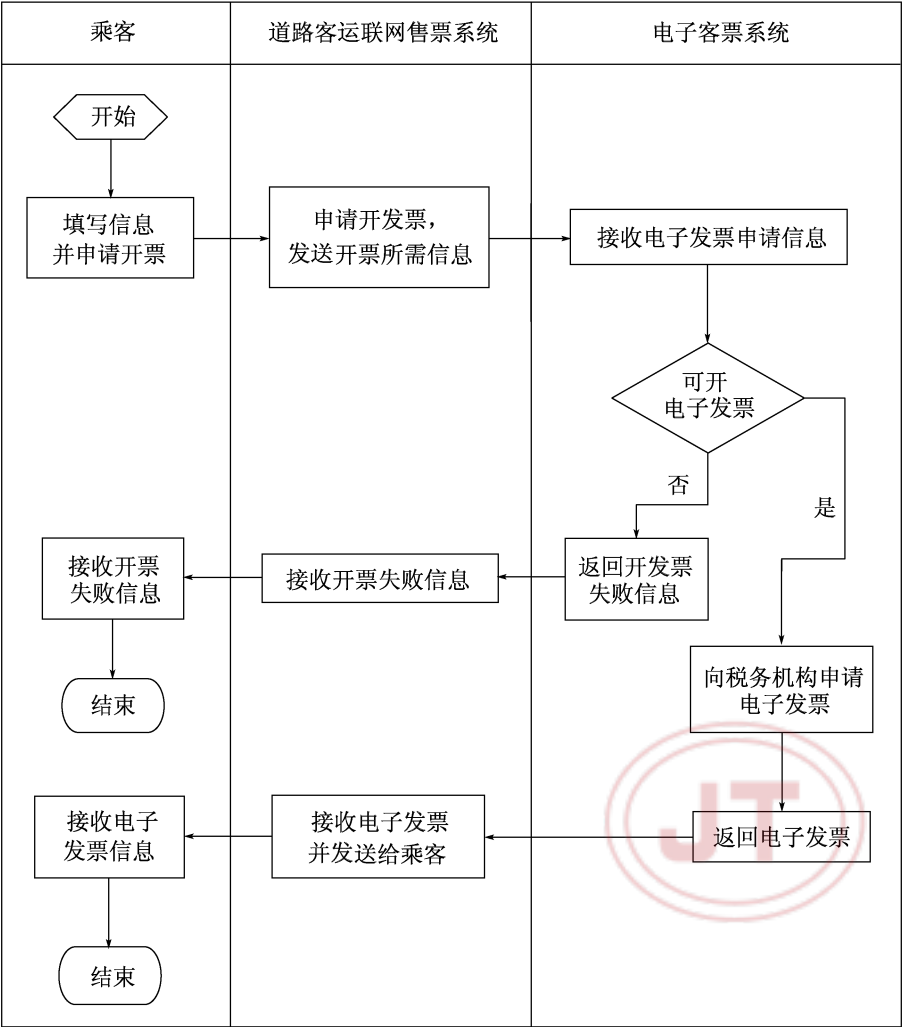 乘客
道路客运联网售票系统
电子客票系统
开始
填写信息
并申请开票
申请开发票，
发送开票所需信息
接收电子发票申请信息
可开
电子发票
否
是
返回开发票
失败信息
接收开票失败信息
接收开票
失败信息
结束
向税务机构申请
电子发票
返回电子发票
接收电子发票
并发送给乘客
接收电子
发票信息
结束
JT